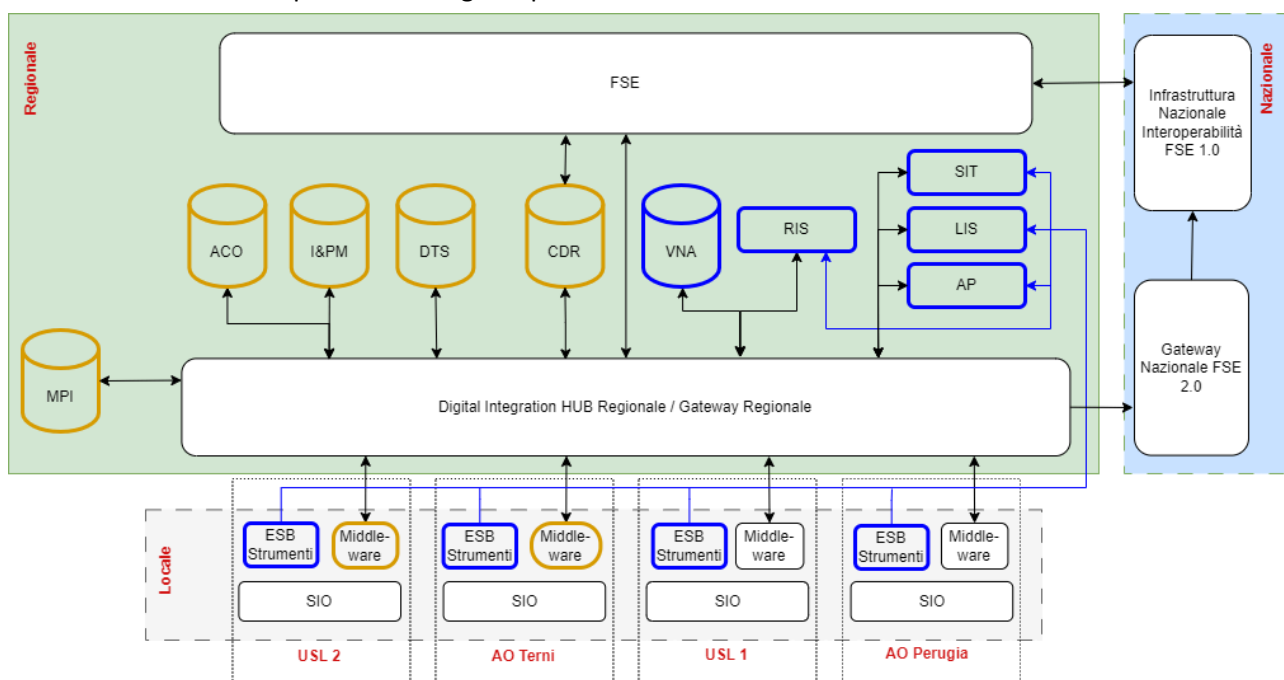 Regionale
FSE
Infrastruttura
Nazionale
Interoperabilità
FSE 1.0
Nazionale
SIT
ACO
I&PM
DTS
CDR
VNA
RIS
LIS
AP
MPI
Digital Integration HUB Regionale / Gateway Regionale
Gateway
Nazionale FSE
2.0
Locale
ESB
Strumenti
Middle-
ware
ESB
Strumenti
Middle-
ware
ESB
Strumenti
Middle-
ware
ESB
Strumenti
Middle-
ware
SIO
SIO
SIO
SIO
USL 2
AO Terni
USL 1
AO Perugia